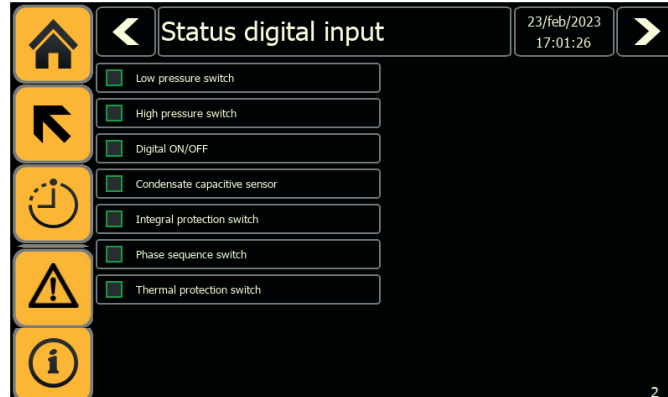 Status digital input
23/feb/2023
17:01:26
Low pressure switch
High pressure switch
Digital ON/OFF
Condensate capacitive sensor
Integral protection switch
Phase sequence switch
Thermal protection switch
i
2